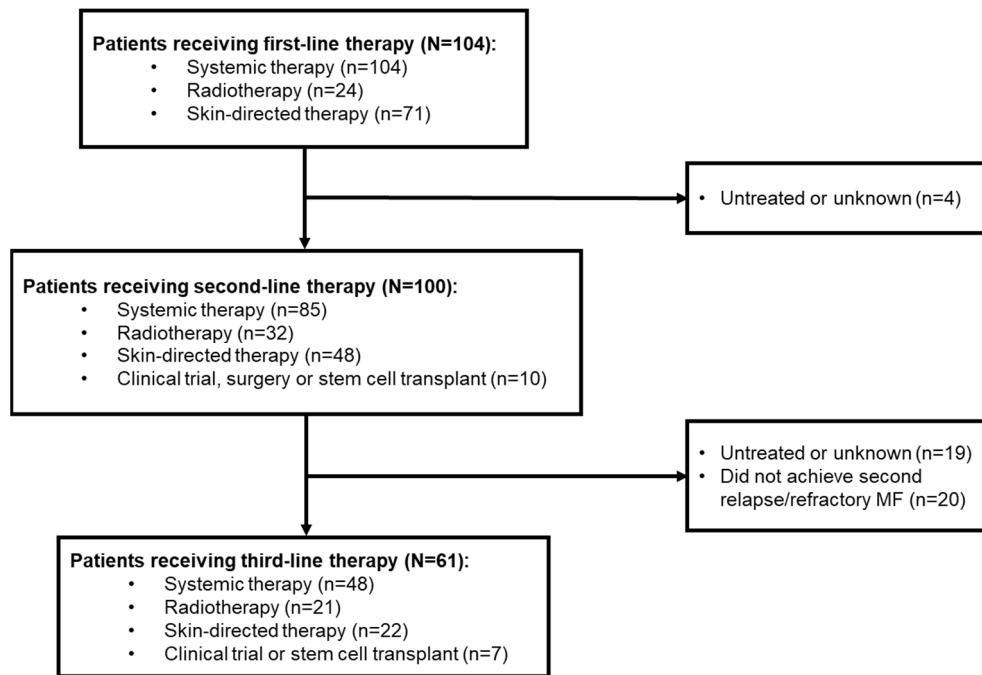 Patients receiving first-line therapy (N=104):
• Systemic therapy (n=104)
• Radiotherapy (n=24)
• Skin-directed therapy (n=71)
• Untreated or unknown (n=4)
Patients receiving second-line therapy (N=100):
• Systemic therapy (n=85)
• Radiotherapy (n=32)
• Skin-directed therapy (n=48)
• Clinical trial, surgery or stem cell transplant (n=10)
• Untreated or unknown (n=19)
• Did not achieve second
relapse/refractory MF (n=20)
Patients receiving third-line therapy (N=61):
• Systemic therapy (n=48)
• Radiotherapy (n=21)
• Skin-directed therapy (n=22)
• Clinical trial or stem cell transplant (n=7)